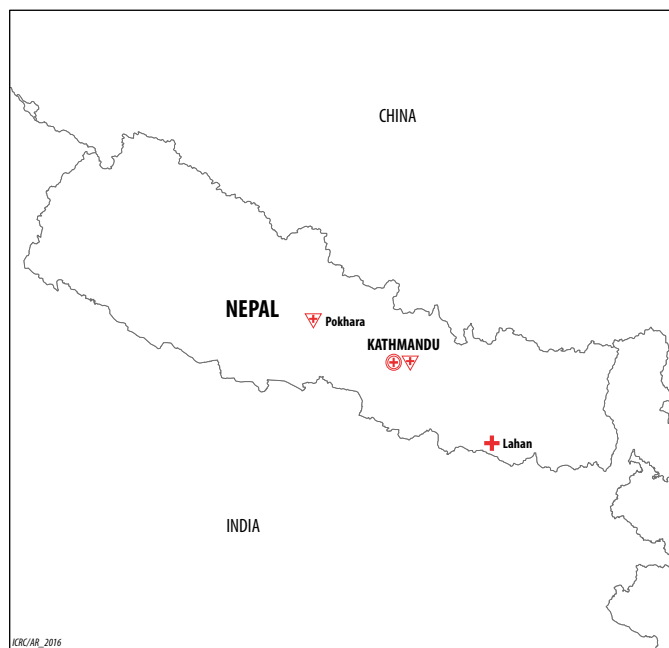 CHINA
NEPAL
Pokhara
KATHMANDU
Lahan
INDIA
ICRC/AR_2016